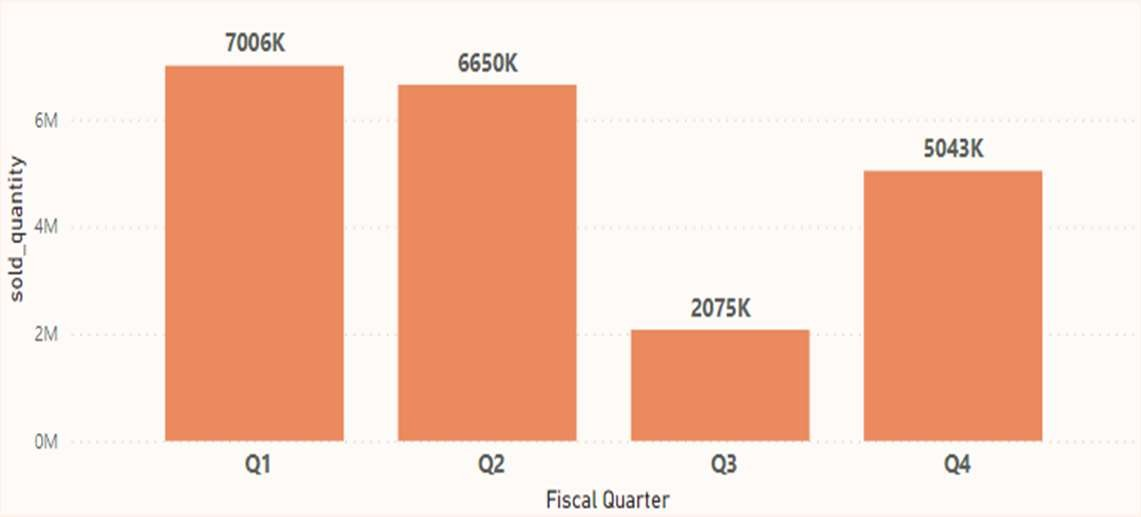 7006K
6650K
5043K
2075K
6M
4M
2M
0M
sold_quantity
Q1 Q2 Q3 Q4
Fiscal Quarter